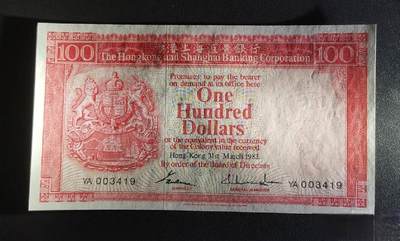 100 港上海滙豐銀行 100
The Hongkong and Shanghai Banking Corporation
Promises to pay the bearer
on demand at its office here
One
Hundred
Dollars
or the equivalent in the currency
of the Colony value received
Hong Kong 31st March 1983
By order of the Board of Directors
YA 003419
YA 003419